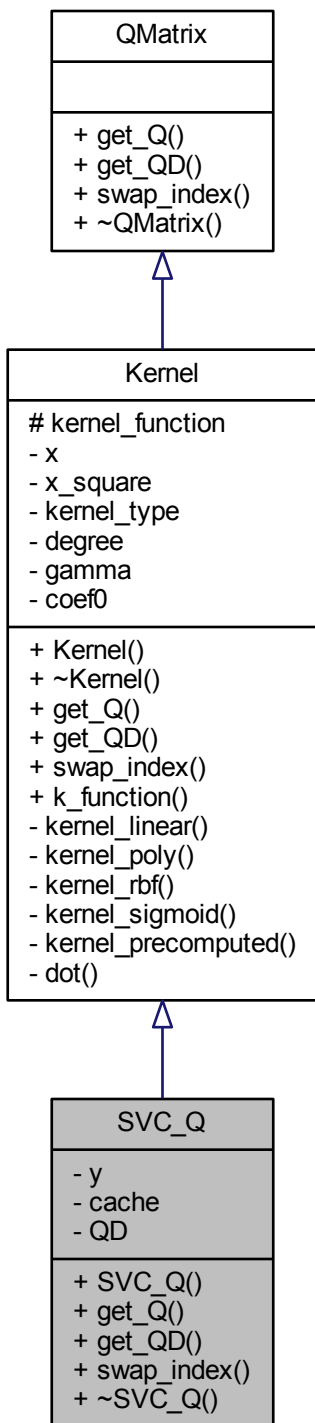 QMatrix
+ get_Q()
+ get_QD()
+ swap_index()
+ ~QMatrix()
Kernel
# kernel_function
- x
- x_square
- kernel_type
- degree
- gamma
- coef0
+ Kernel()
+ ~Kernel()
+ get_Q()
+ get_QD()
+ swap_index()
+ k_function()
- kernel_linear()
- kernel_poly()
- kernel_rbf()
- kernel_sigmoid()
- kernel_precomputed()
- dot()
SVC_Q
- y
- cache
- QD
+ SVC_Q()
+ get_Q()
+ get_QD()
+ swap_index()
+ ~SVC_Q()